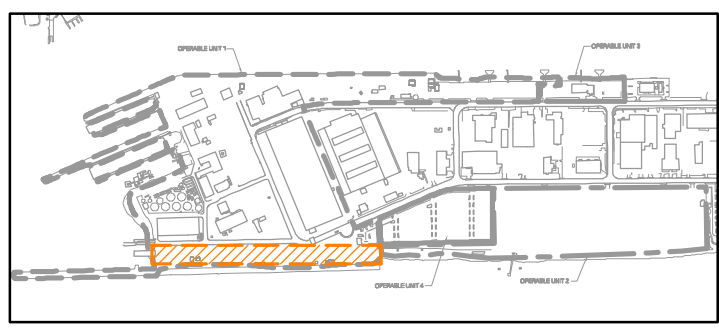 OPERABLE UNIT 1
OPERABLE UNIT 3
OPERABLE UNIT 4
OPERABLE UNIT 2